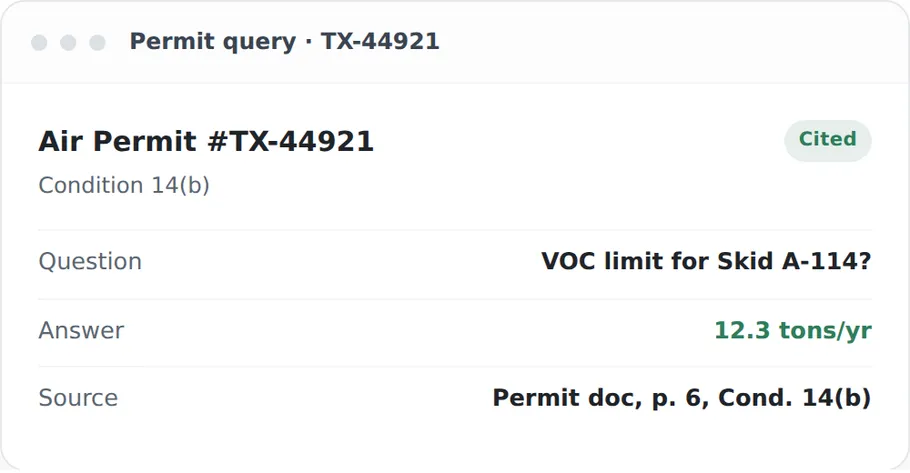 Permit query · TX-44921
Air Permit #TX-44921
Cited
Condition 14(b)
Question VOC limit for Skid A-114?
Answer 12.3 tons/yr
Source Permit doc, p. 6, Cond. 14(b)